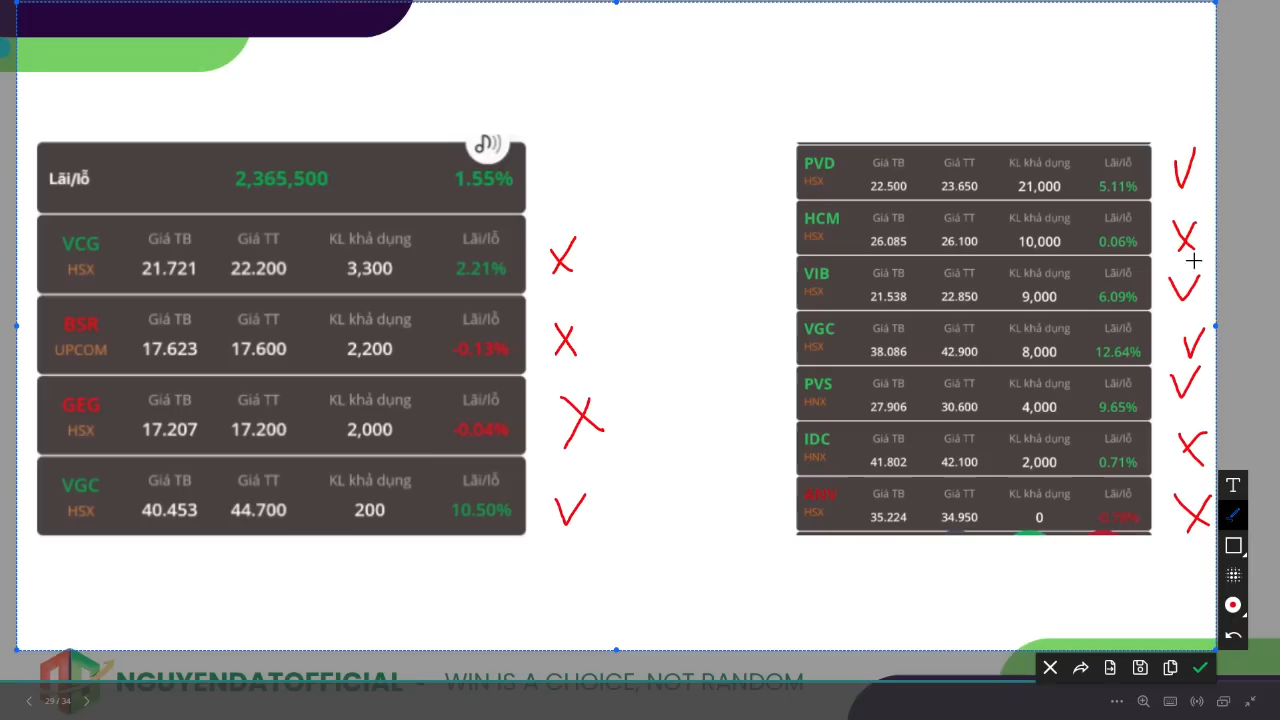 Lãi/lỗ 2,365,500 1.55%
VCG Giá TB Giá TT KL khả dụng Lãi/lỗ
HSX 21.721 22.200 3,300 2.21%
BSR Giá TB Giá TT KL khả dụng Lãi/lỗ
UPCOM 17.623 17.600 2,200 -0.13%
GEG Giá TB Giá TT KL khả dụng Lãi/lỗ
HSX 17.207 17.200 2,000 -0.04%
VGC Giá TB Giá TT KL khả dụng Lãi/lỗ
HSX 40.453 44.700 200 10.50%
PVD Giá TB Giá TT KL khả dụng Lãi/lỗ
HSX 22.500 23.650 21,000 5.11%
HCM Giá TB Giá TT KL khả dụng Lãi/lỗ
HSX 26.085 26.100 10,000 0.06%
VIB Giá TB Giá TT KL khả dụng Lãi/lỗ
HSX 21.538 22.850 9,000 6.09%
VGC Giá TB Giá TT KL khả dụng Lãi/lỗ
HSX 38.086 42.900 8,000 12.64%
PVS Giá TB Giá TT KL khả dụng Lãi/lỗ
HNX 27.906 30.600 4,000 9.65%
IDC Giá TB Giá TT KL khả dụng Lãi/lỗ
HNX 41.802 42.100 2,000 0.71%
ANV Giá TB Giá TT KL khả dụng Lãi/lỗ
HSX 35.224 34.950 0 -0.78%
NGUYENDATOFFICIAL - WIN IS A CHOICE, NOT RANDOM
29 / 34
T